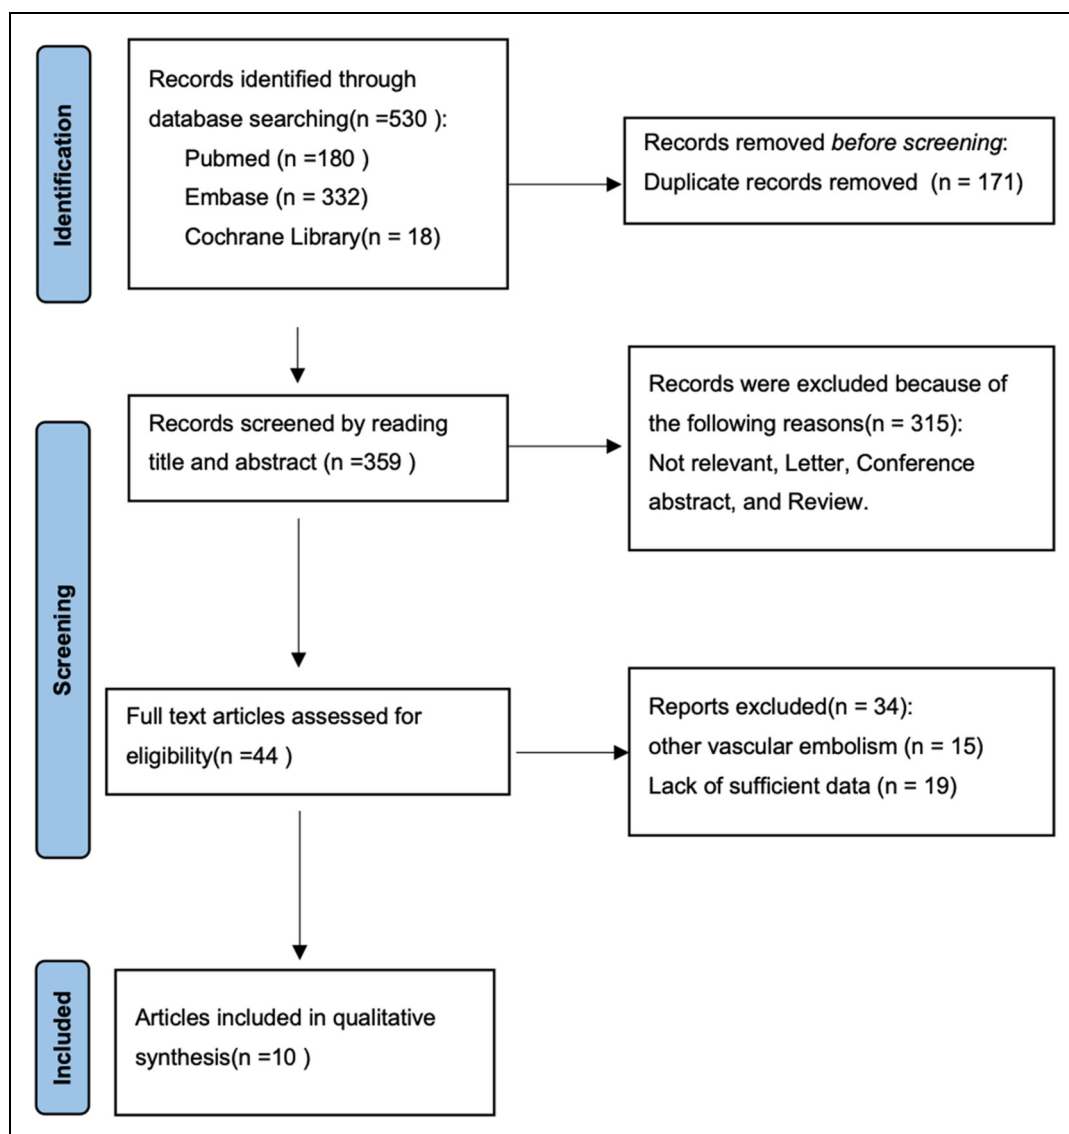 Identification
Records identified through
database searching(n =530 ):
Pubmed (n =180 )
Embase (n = 332)
Cochrane Library(n = 18)
Records removed before screening:
Duplicate records removed  (n = 171)
Screening
Records screened by reading
title and abstract (n =359 )
Records were excluded because of
the following reasons(n = 315):
Not relevant, Letter, Conference
abstract, and Review.
Full text articles assessed for
eligibility(n =44 )
Reports excluded(n = 34):
other vascular embolism (n = 15)
Lack of sufficient data (n = 19)
Included
Articles included in qualitative
synthesis(n =10 )